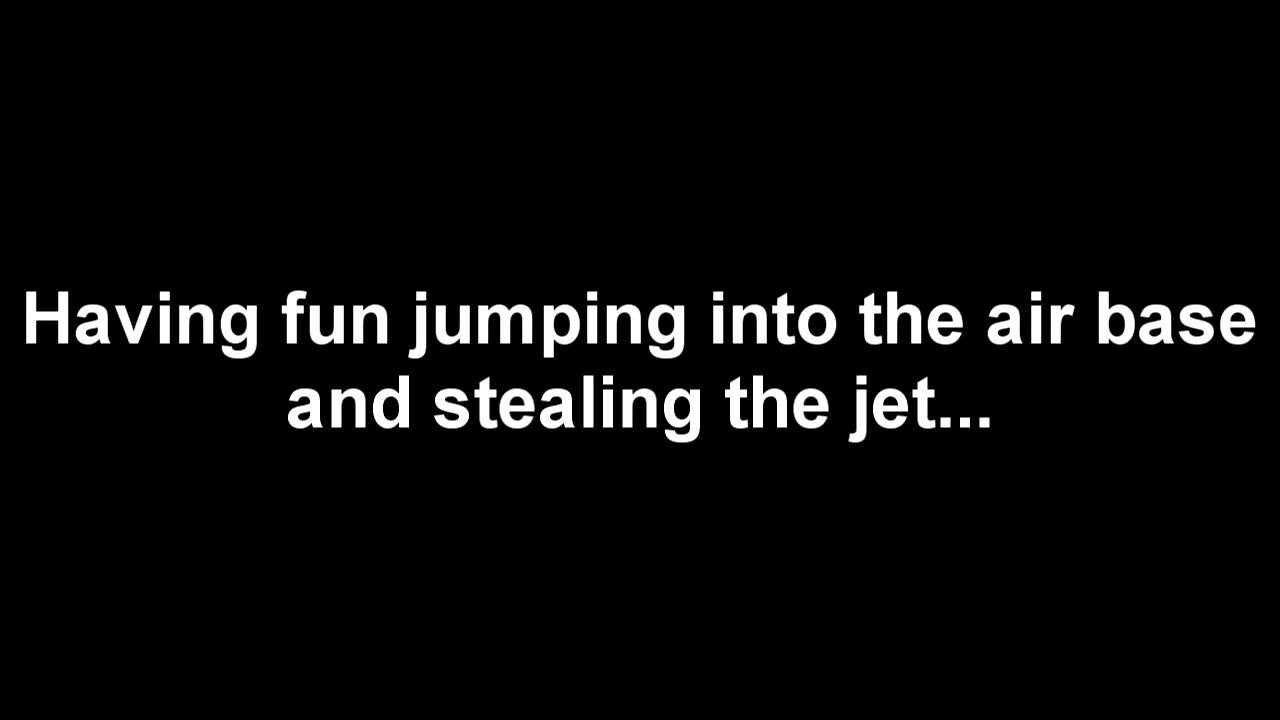 Having fun jumping into the air base
and stealing the jet...